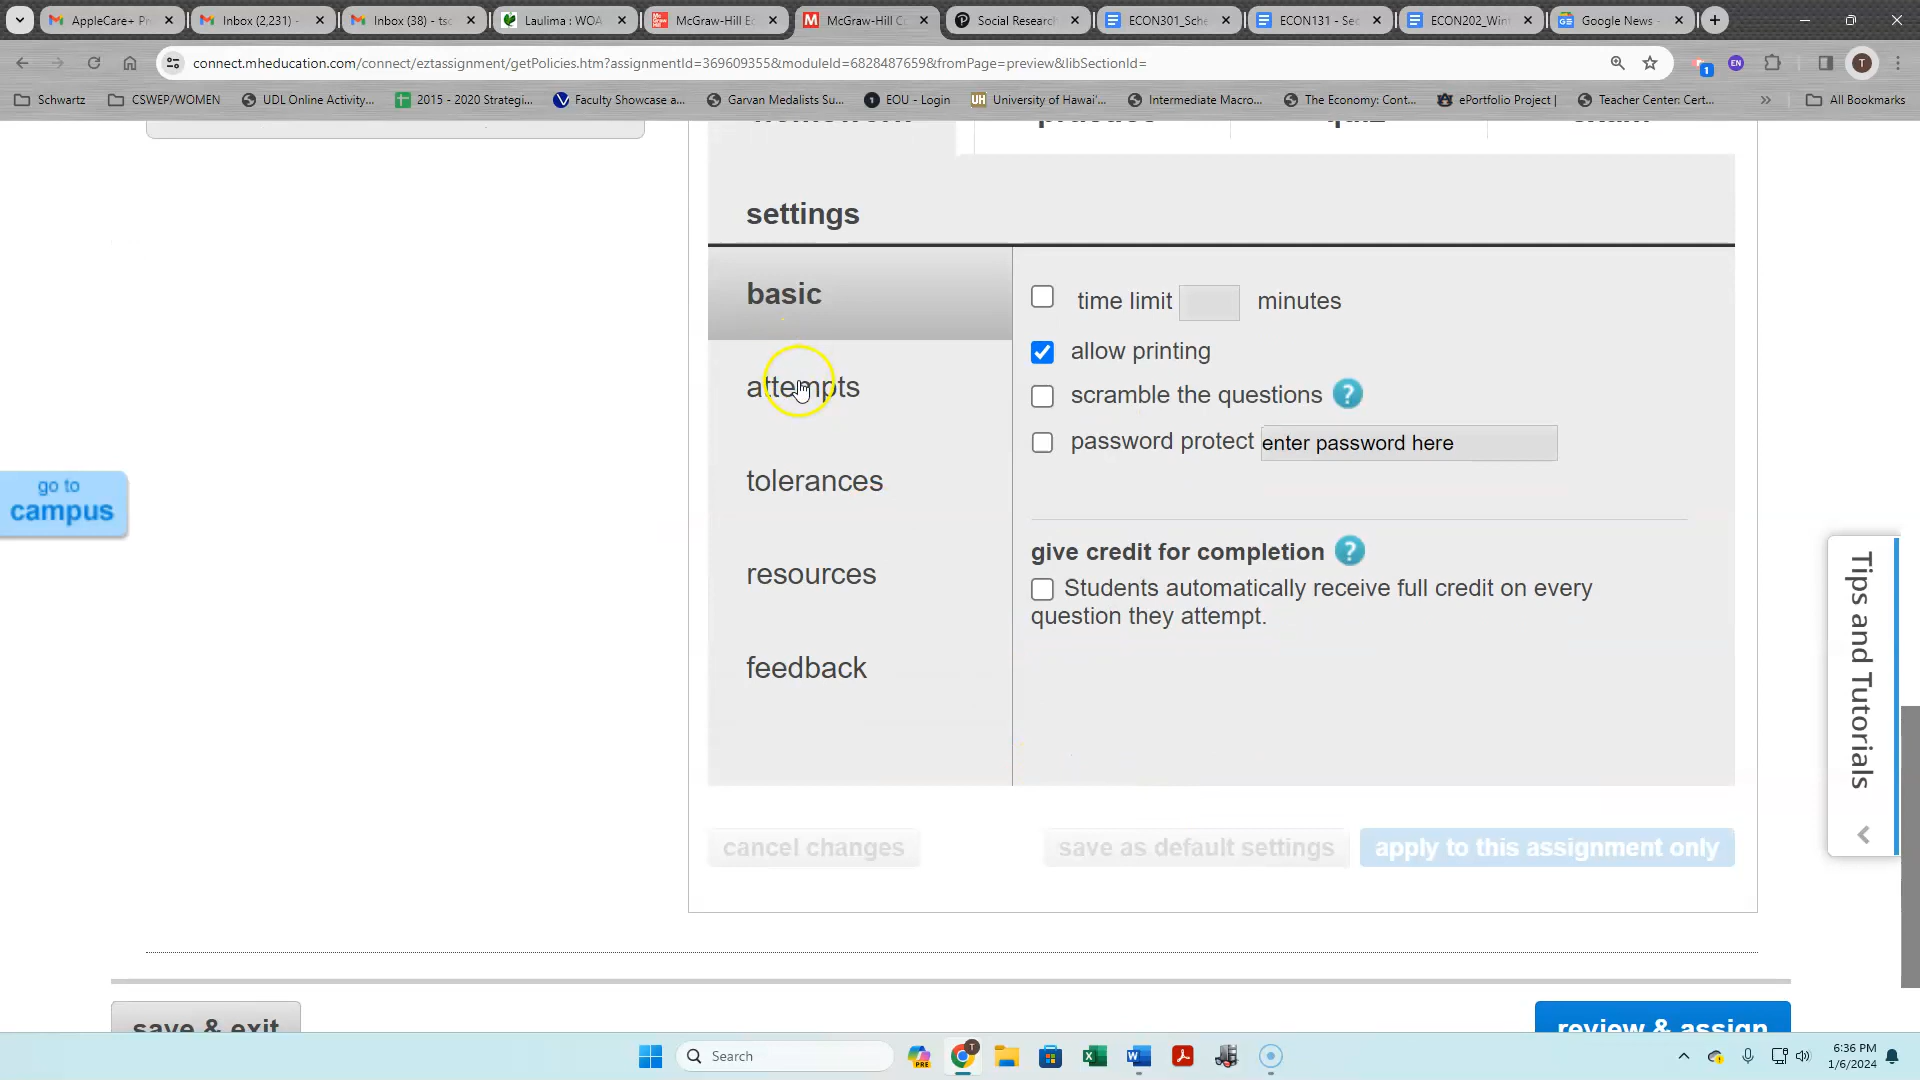 AppleCare+ Pr
Inbox (2,231) -
Inbox (38) - tsc
Laulima : WOA
McGraw-Hill Ec
McGraw-Hill Co
Social Research
ECON301_Sche
ECON131 - Sec
ECON202_Wint
Google News -
connect.mheducation.com/connect/eztassignment/getPolicies.htm?assignmentId=369609355&moduleId=6828487659&fromPage=preview&libSectionId=
1
EN
T
Schwartz
CSWEP/WOMEN
UDL Online Activity...
2015 - 2020 Strategi...
Faculty Showcase a...
Garvan Medalists Su...
EOU - Login
University of Hawai'...
Intermediate Macro...
The Economy: Cont...
ePortfolio Project |
Teacher Center: Cert...
»
All Bookmarks
settings
basic
time limit minutes
allow printing
attempts
scramble the questions ?
password protect enter password here
tolerances
give credit for completion ?
resources
Students automatically receive full credit on every
question they attempt.
feedback
go to
campus
Tips and Tutorials
cancel changes
save as default settings
apply to this assignment only
save & exit
review & assign
Search
PRE
T
6:36 PM
1/6/2024